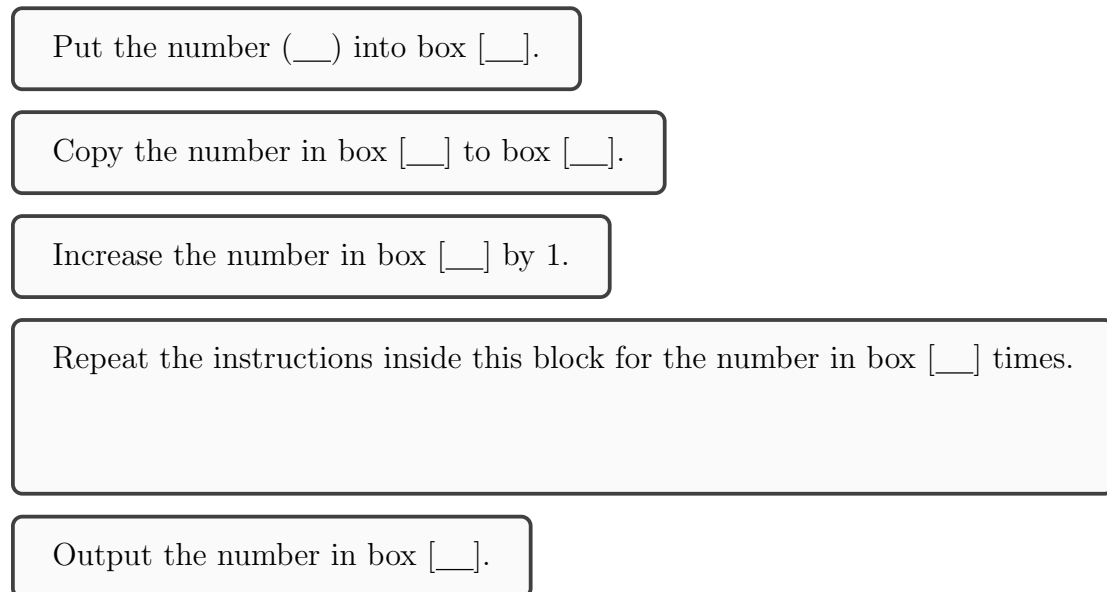 Put the number (__) into box [__].
Copy the number in box [__] to box [__].
Increase the number in box [__] by 1.
Repeat the instructions inside this block for the number in box [__] times.
Output the number in box [__].